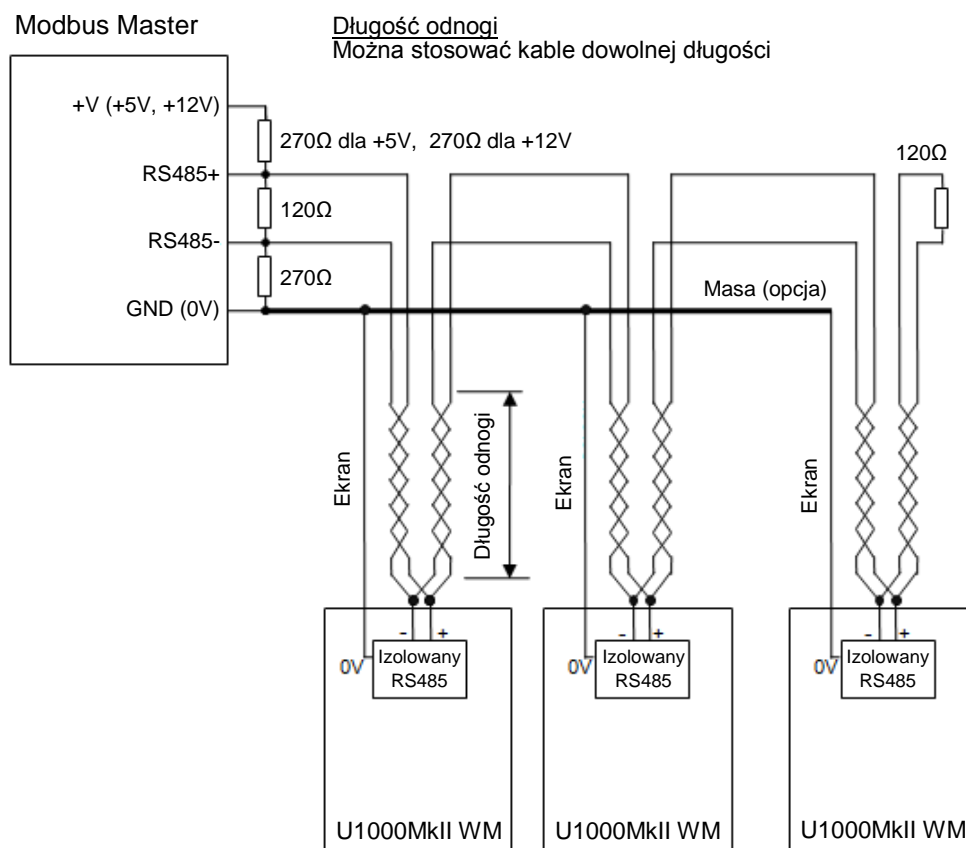 Modbus Master
Długość odnogi
Można stosować kable dowolnej długości
+V (+5V, +12V)
270Ω dla +5V, 270Ω dla +12V
RS485+
120Ω
120Ω
RS485-
270Ω
GND (0V)
Masa (opcja)
Ekran
Długość odnogi
Ekran
Ekran
- +
- +
- +
0V
Izolowany
RS485
0V
Izolowany
RS485
0V
Izolowany
RS485
U1000MkII WM
U1000MkII WM
U1000MkII WM